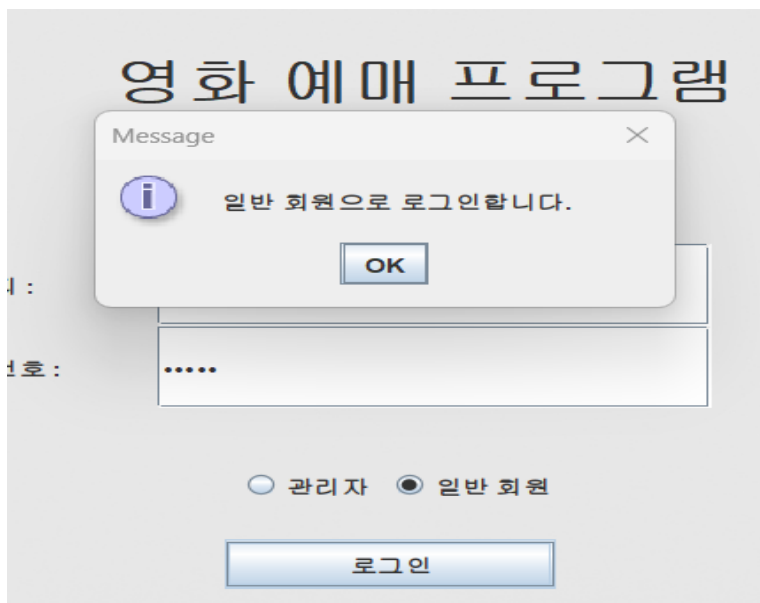 영화 예매 프로그램
Message
일반 회원으로 로그인합니다.
OK
:
호:
•••••
관리자 일반 회원
로그인